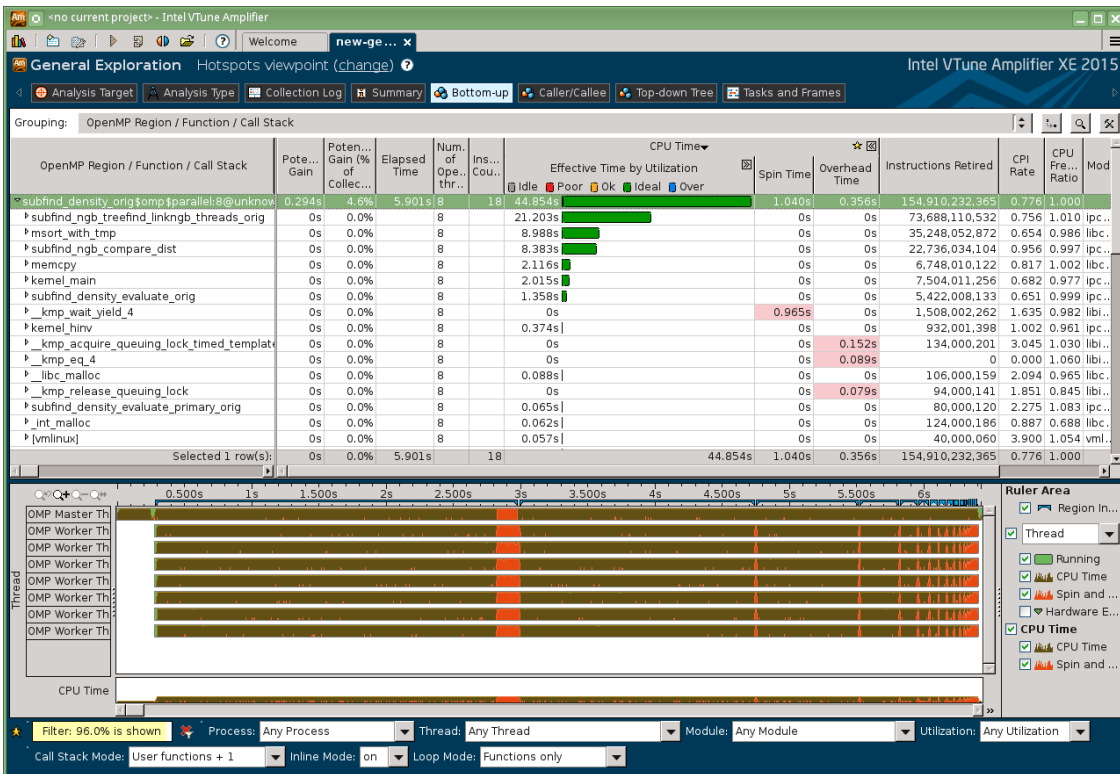 <no current project> - Intel VTune Amplifier
Welcome new-ge... x
General Exploration Hotspots viewpoint (change) ? Intel VTune Amplifier XE 2015
Analysis Target Analysis Type Collection Log Summary Bottom-up Caller/Callee Top-down Tree Tasks and Frames
Grouping: OpenMP Region / Function / Call Stack
OpenMP Region / Function / Call Stack Pote... Gain Poten... Gain (% of Collec... Elapsed Time Num. of Ope... thr... Ins... Cou... CPU Time Effective Time by Utilization Idle Poor Ok Ideal Over Spin Time Overhead Time Instructions Retired CPI Rate CPU Fre... Ratio Mod
subfind_density_orig$omp$parallel:8@unknow 0.294s 4.6% 5.901s 8 18 44.854s 1.040s 0.356s 154,910,232,365 0.776 1.000
subfind_ngb_treefind_linkngb_threads_orig 0s 0.0% 8 21.203s 0s 0s 73,688,110,532 0.756 1.010 ipc...
msort_with_tmp 0s 0.0% 8 8.988s 0s 0s 35,248,052,872 0.654 0.986 libc.
subfind_ngb_compare_dist 0s 0.0% 8 8.383s 0s 0s 22,736,034,104 0.956 0.997 ipc...
memcpy 0s 0.0% 8 2.116s 0s 0s 6,748,010,122 0.817 1.002 libc.
kernel_main 0s 0.0% 8 2.015s 0s 0s 7,504,011,256 0.682 0.977 ipc...
subfind_density_evaluate_orig 0s 0.0% 8 1.358s 0s 0s 5,422,008,133 0.651 0.999 ipc...
__kmp_wait_yield_4 0s 0.0% 8 0s 0.965s 0s 1,508,002,262 1.635 0.982 libi...
kernel_hinv 0s 0.0% 8 0.374s 0s 0s 932,001,398 1.002 0.961 ipc...
__kmp_acquire_queuing_lock_timed_template 0s 0.0% 8 0s 0s 0.152s 134,000,201 3.045 1.030 libi...
__kmp_eq_4 0s 0.0% 8 0s 0s 0.089s 0 0.000 1.060 libi...
__libc_malloc 0s 0.0% 8 0.088s 0s 0s 106,000,159 2.094 0.965 libc.
__kmp_release_queuing_lock 0s 0.0% 8 0s 0s 0.079s 94,000,141 1.851 0.845 libi...
subfind_density_evaluate_primary_orig 0s 0.0% 8 0.065s 0s 0s 80,000,120 2.275 1.083 ipc...
_int_malloc 0s 0.0% 8 0.062s 0s 0s 124,000,186 0.887 0.688 libc.
[vmlinux] 0s 0.0% 8 0.057s 0s 0s 40,000,060 3.900 1.054 vml...
Selected 1 row(s): 0s 0.0% 5.901s 18 44.854s 1.040s 0.356s 154,910,232,365 0.776 1.000
0.500s 1s 1.500s 2s 2.500s 3s 3.500s 4s 4.500s 5s 5.500s 6s
Thread
OMP Master Th
OMP Worker Th
OMP Worker Th
OMP Worker Th
OMP Worker Th
OMP Worker Th
OMP Worker Th
OMP Worker Th
CPU Time
Ruler Area
Region In...
Thread
Running
CPU Time
Spin and ...
Hardware E...
CPU Time
CPU Time
Spin and ...
Filter: 96.0% is shown Process: Any Process Thread: Any Thread Module: Any Module Utilization: Any Utilization
Call Stack Mode: User functions + 1 Inline Mode: on Loop Mode: Functions only